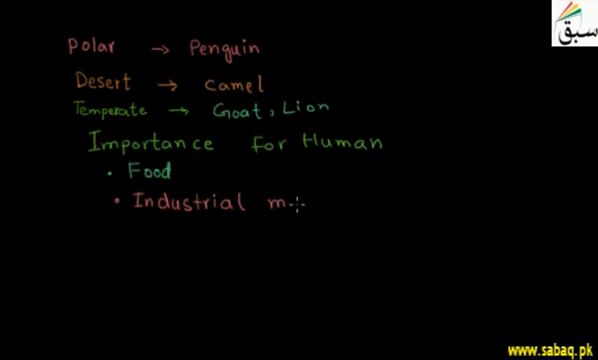 سبق
Polar → Penguin
Desert → Camel
Temperate → Goat, Lion
Importance for Human
• Food
• Industrial m
www.sabaq.pk